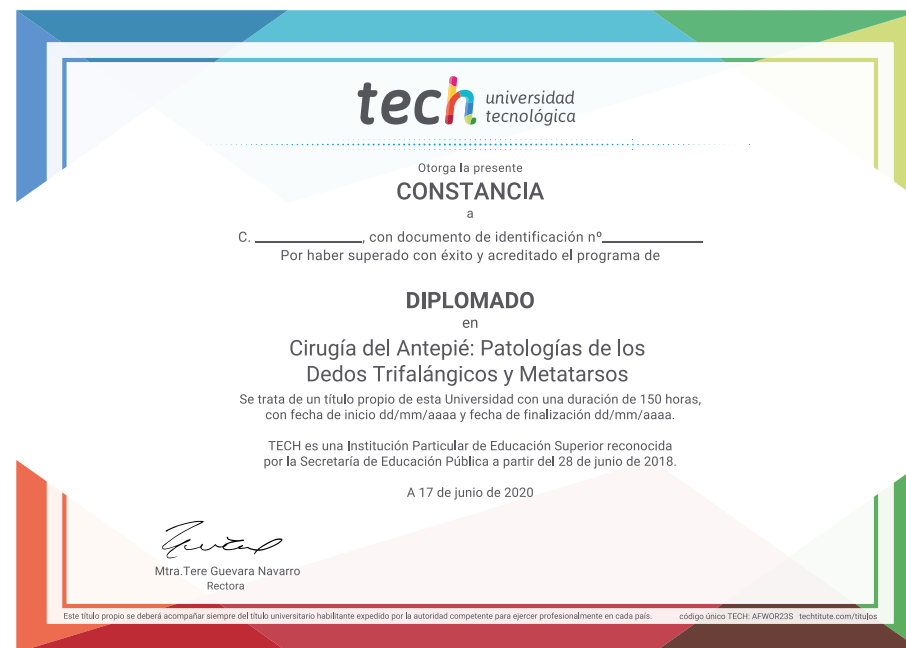 tech universidad
tecnológica
Otorga la presente
CONSTANCIA
a
C. ____________, con documento de identificación nº____________
Por haber superado con éxito y acreditado el programa de
DIPLOMADO
en
Cirugía del Antepié: Patologías de los
Dedos Trifalángicos y Metatarsos
Se trata de un título propio de esta Universidad con una duración de 150 horas,
con fecha de inicio dd/mm/aaaa y fecha de finalización dd/mm/aaaa.
TECH es una Institución Particular de Educación Superior reconocida
por la Secretaría de Educación Pública a partir del 28 de junio de 2018.
A 17 de junio de 2020
Mtra.Tere Guevara Navarro
Rectora
Este título propio se deberá acompañar siempre del título universitario habilitante expedido por la autoridad competente para ejercer profesionalmente en cada país. código único TECH: AFWOR23S techtitute.com/titulos